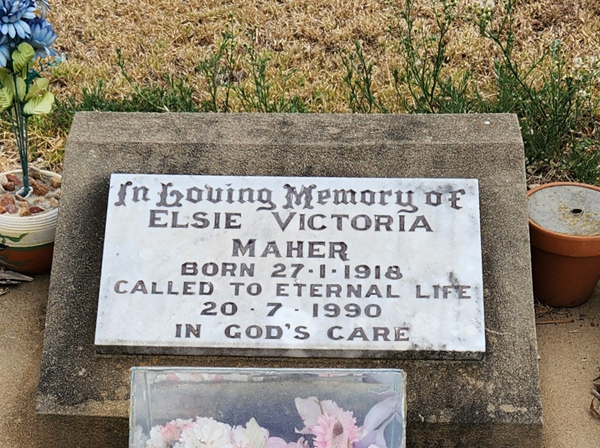 In Loving Memory of
ELSIE VICTORIA
MAHER
BORN 27·1·1918
CALLED TO ETERNAL LIFE
20·7·1990
IN GOD'S CARE